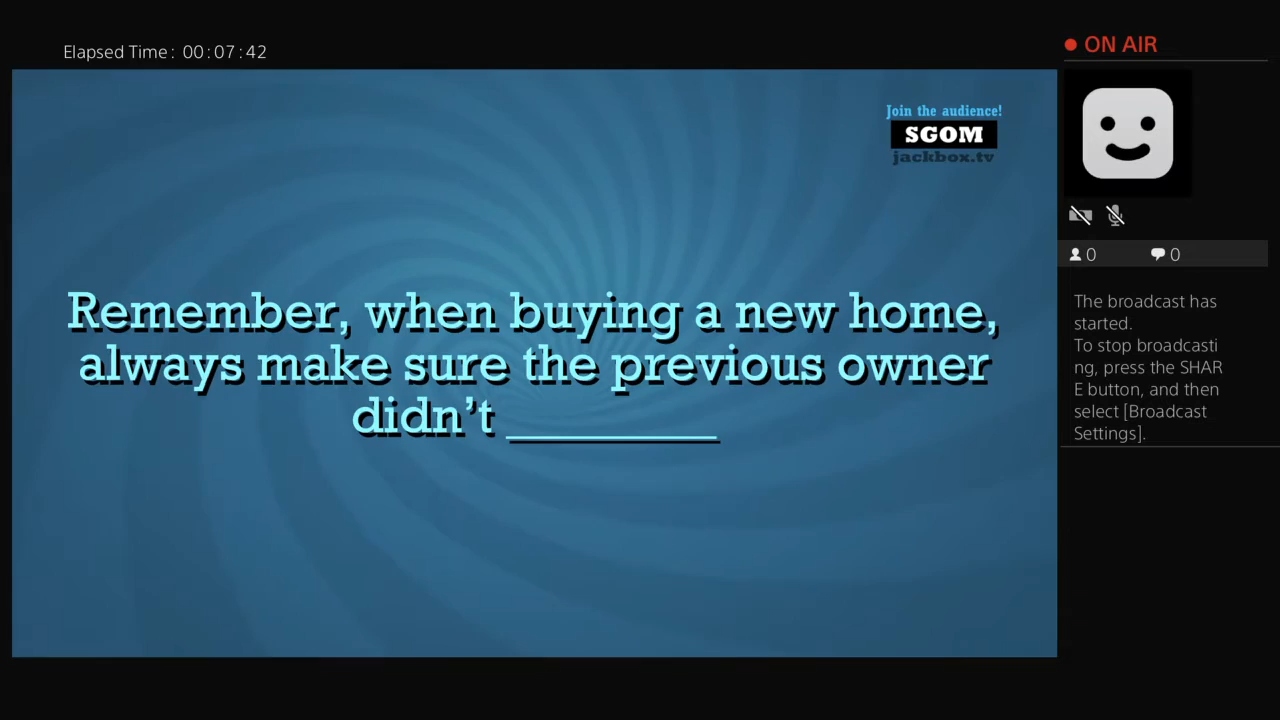 Elapsed Time: 00:07:42
ON AIR
Join the audience!
SGOM
jackbox.tv
Remember, when buying a new home,
always make sure the previous owner
didn’t _________
0 0
The broadcast has
started.
To stop broadcasti
ng, press the SHAR
E button, and then
select [Broadcast
Settings].